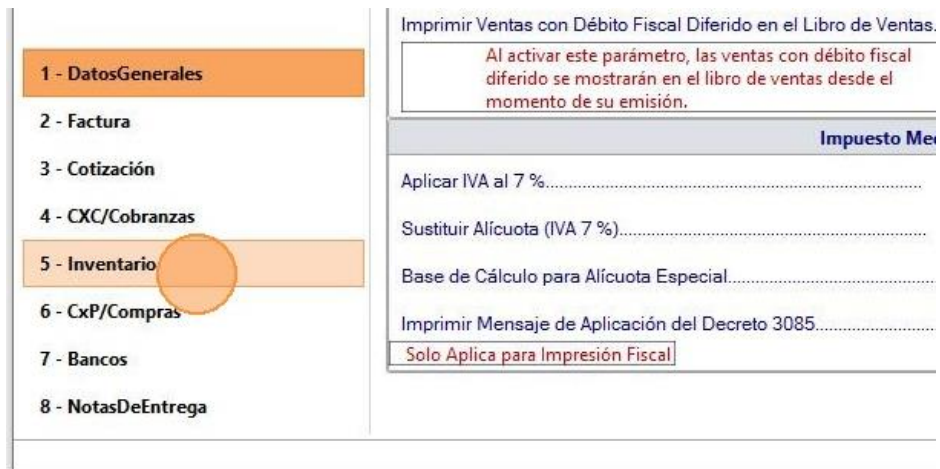 1 - DatosGenerales
2 - Factura
3 - Cotización
4 - CXC/Cobranzas
5 - Inventario
6 - CxP/Compras
7 - Bancos
8 - NotasDeEntrega
Imprimir Ventas con Débito Fiscal Diferido en el Libro de Ventas.
Al activar este parámetro, las ventas con débito fiscal
diferido se mostrarán en el libro de ventas desde el
momento de su emisión.
Impuesto
Aplicar IVA al 7 %
Sustituir Alícuota (IVA 7 %)
Base de Cálculo para Alícuota Especial
Imprimir Mensaje de Aplicación del Decreto 3085
Solo Aplica para Impresión Fiscal